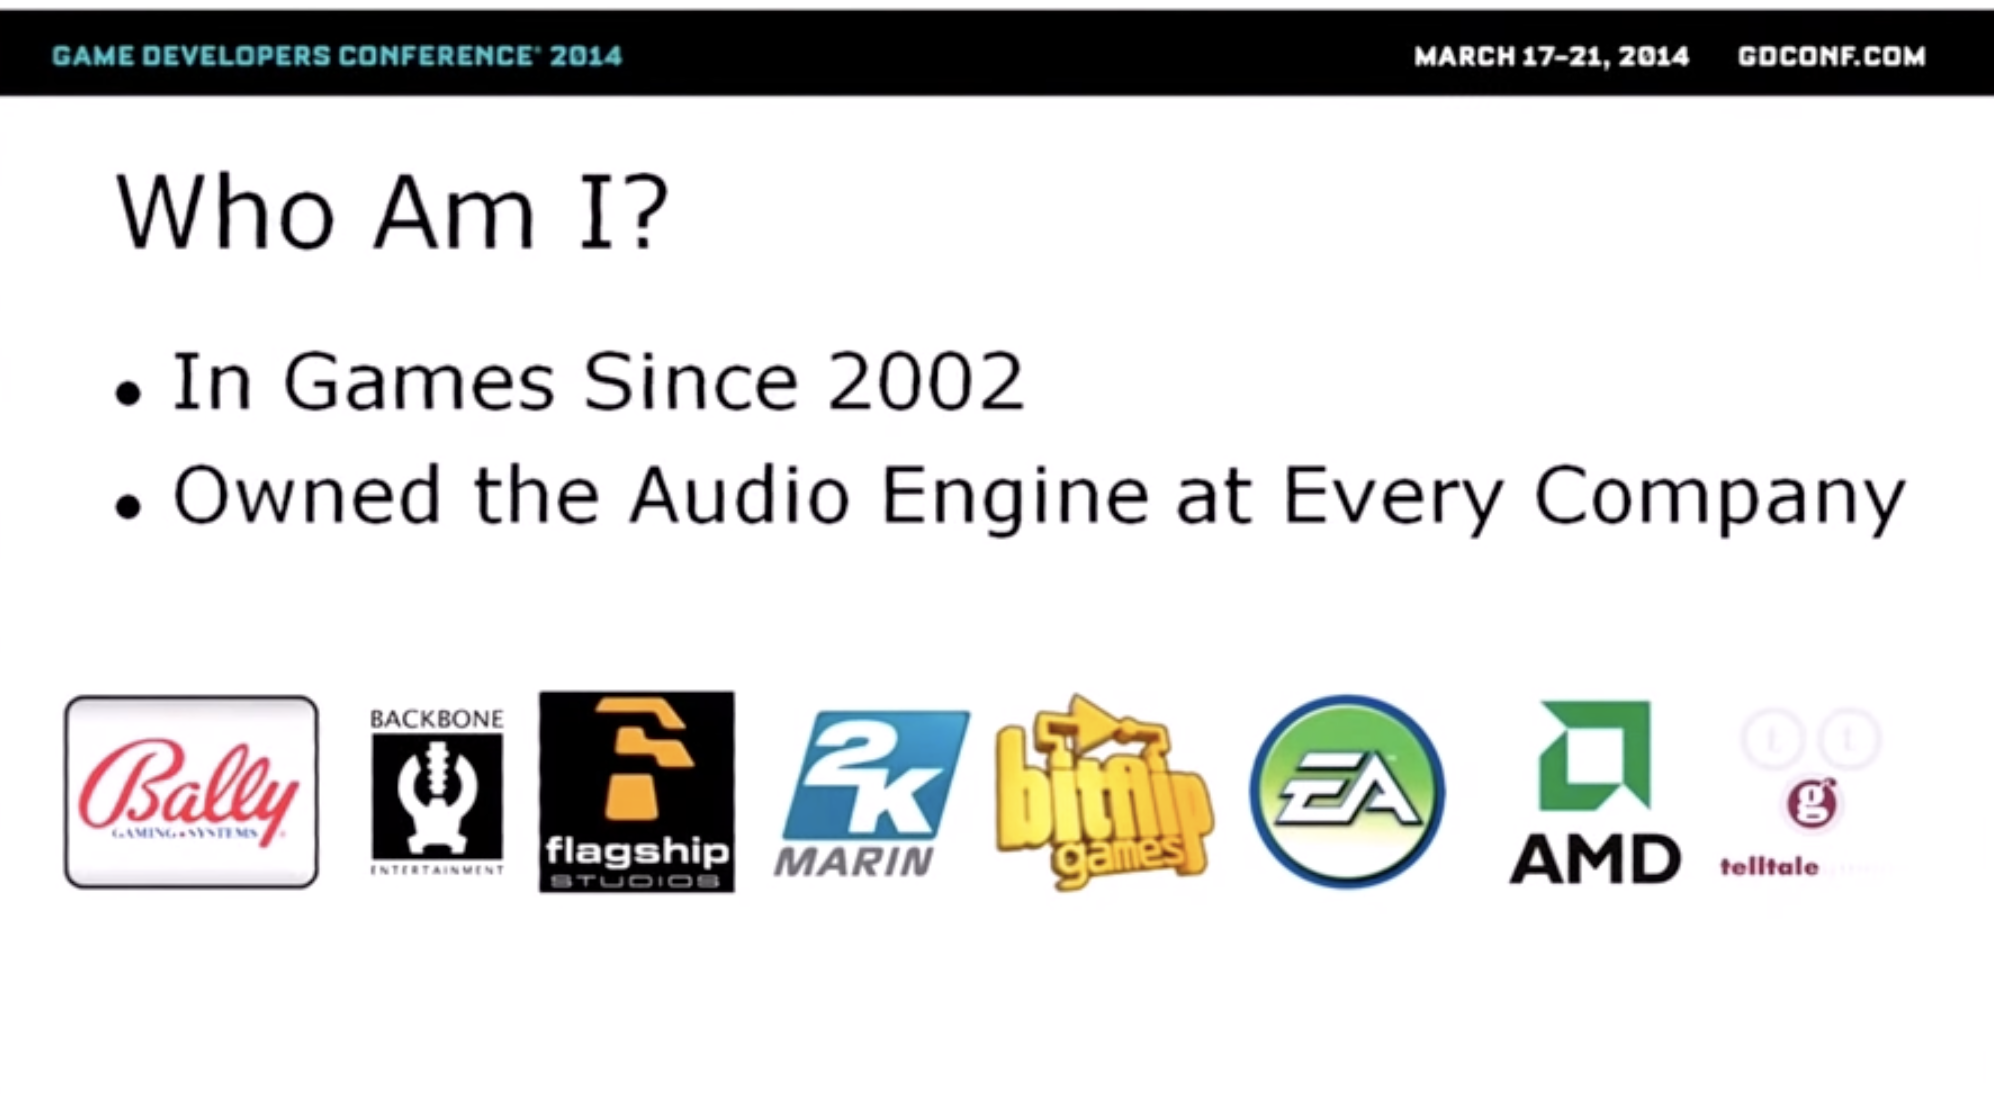 GAME DEVELOPERS CONFERENCE® 2014
MARCH 17–21, 2014 GDCONF.COM
Who Am I?
• In Games Since 2002
• Owned the Audio Engine at Every Company
Bally
GAMING • SYSTEMS
BACKBONE
ENTERTAINMENT
flagship
STUDIOS
2K
MARIN
bitflip
games
EA
AMD
t t
g
telltale